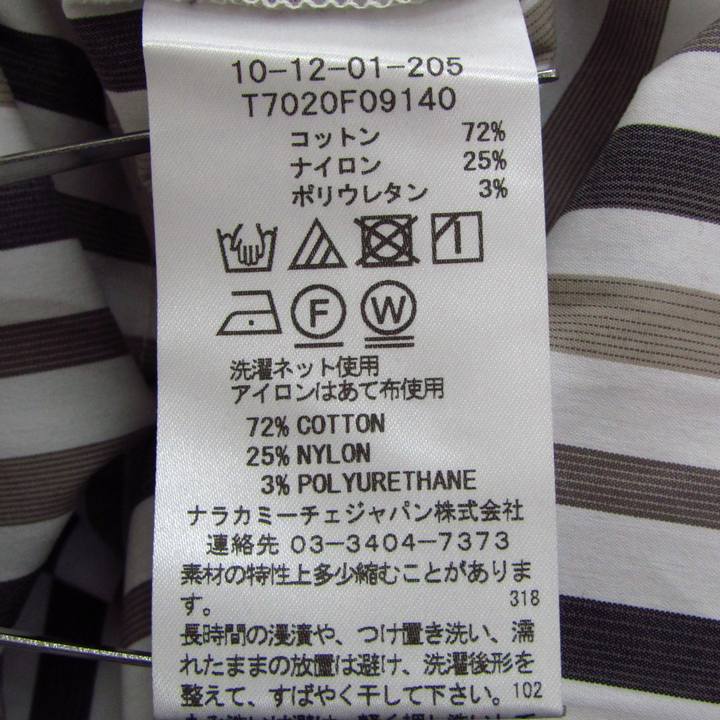 10-12-01-205
T7020F09140
コットン 72%
ナイロン 25%
ポリウレタン 3%
F W
洗濯ネット使用
アイロンはあて布使用
72% COTTON
25% NYLON
3% POLYURETHANE
ナラカミーチェジャパン株式会社
連絡先 03-3404-7373
素材の特性上多少縮むことがありま
す。 318
長時間の浸漬や、つけ置き洗い、濡
れたままの放置は避け、洗濯後形を
整えて、すばやく干して下さい。102